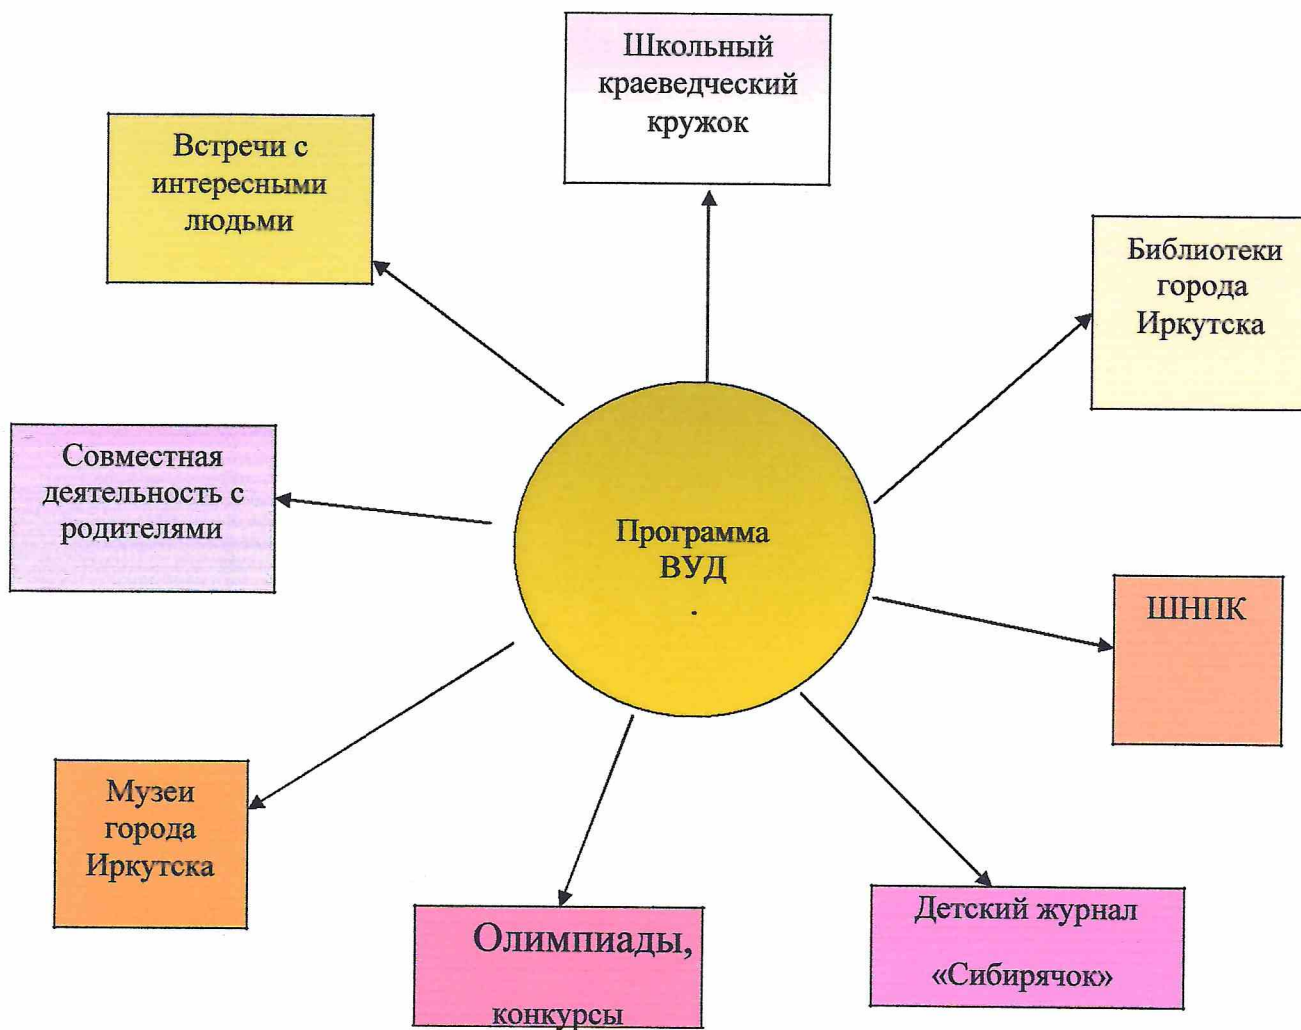 Школьный
краеведческий
кружок
Встречи с
интересными
людьми
Библиотеки
города
Иркутска
Совместная
деятельность с
родителями
Программа
ВУД
.
ШНПК
Музеи
города
Иркутска
Олимпиады,
конкурсы
Детский журнал
«Сибирячок»